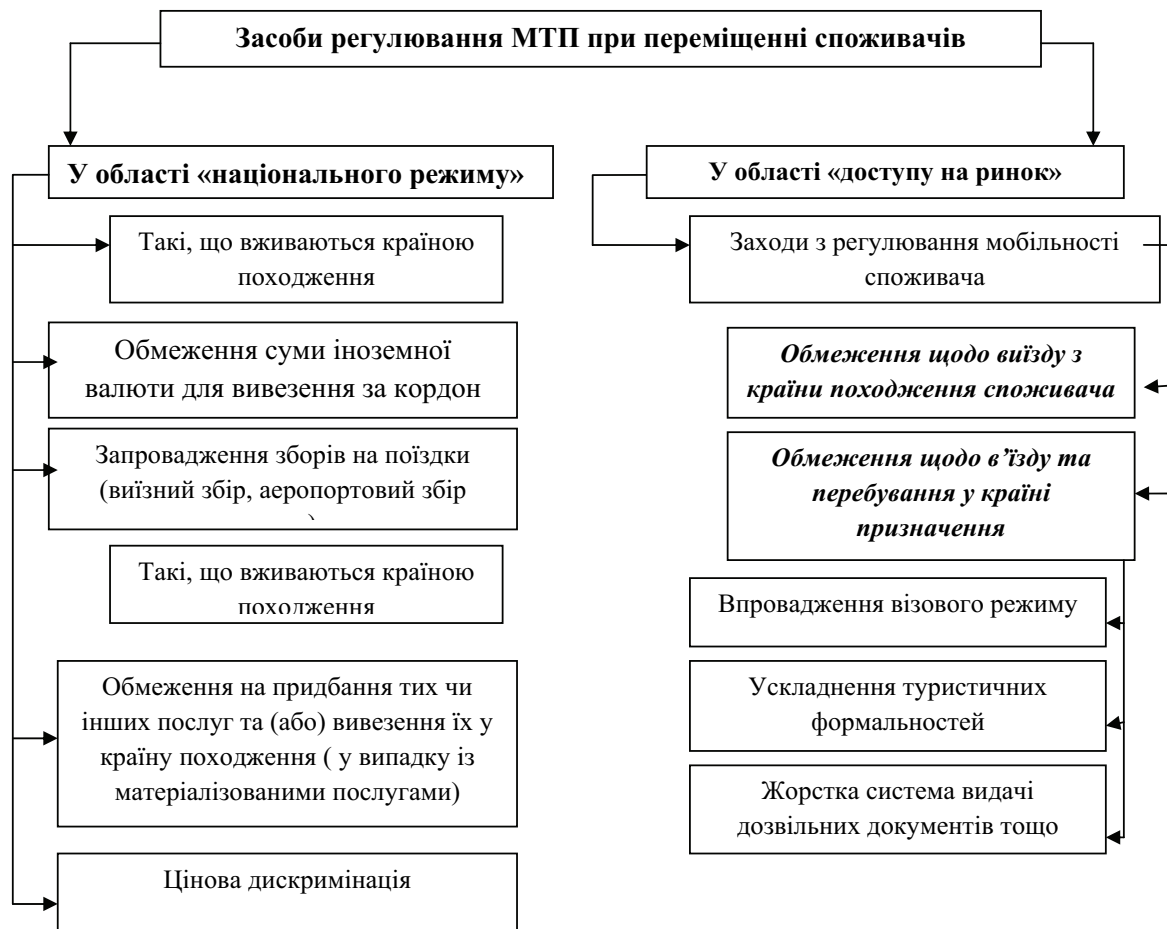 Засоби регулювання МТП при переміщенні споживачів
У області «національного режиму»
Такі, що вживаються країною
походження
Обмеження суми іноземної
валюти для вивезення за кордон
Запровадження зборів на поїздки
(виїзний збір, аеропортовий збір
)
Такі, що вживаються країною
походження
Обмеження на придбання тих чи
інших послуг та (або) вивезення їх у
країну походження ( у випадку із
матеріалізованими послугами)
Цінова дискримінація
У області «доступу на ринок»
Заходи з регулювання мобільності
споживача
Обмеження щодо виїзду з
країни походження споживача
Обмеження щодо в’їзду та
перебування у країні
призначення
Впровадження візового режиму
Ускладнення туристичних
формальностей
Жорстка система видачі
дозвільних документів тощо